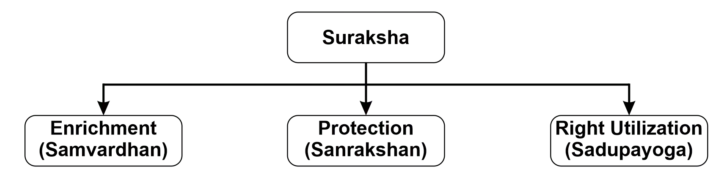 Suraksha
Enrichment
(Samvardhan)
Protection
(Sanrakshan)
Right Utilization
(Sadupayoga)